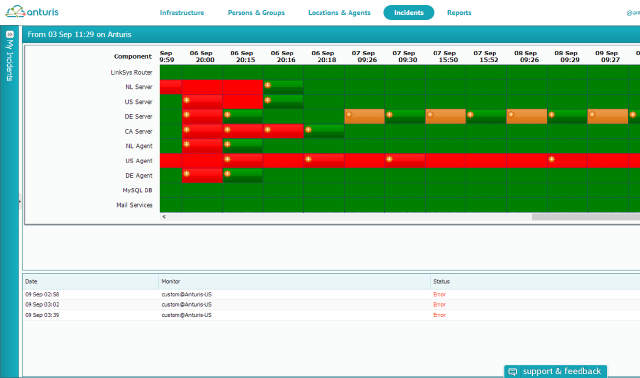 anturis Infrastructure Persons & Groups Locations & Agents Incidents Reports @ant
My Incidents
From 03 Sep 11:29 on Anturis
Component Sep 9:59 06 Sep 20:00 06 Sep 20:15 06 Sep 20:16 06 Sep 20:18 07 Sep 09:26 07 Sep 09:30 07 Sep 15:50 07 Sep 15:52 08 Sep 09:26 08 Sep 09:29 09 Sep 09:27 09
LinkSys Router
NL Server
US Server
DE Server
CA Server
NL Agent
US Agent
DE Agent
MySQL DB
Mail Services
Date Monitor Status
09 Sep 02:58 custom@Anturis-US Error
09 Sep 03:02 custom@Anturis-US Error
09 Sep 03:39 custom@Anturis-US Error
support & feedback